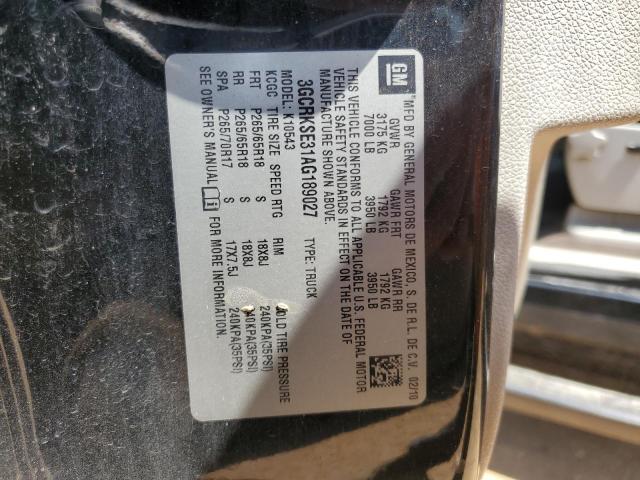 GM
MFD BY GENERAL MOTORS DE MEXICO, S. DE R.L. DE C.V. 02/10
GVWR GAWR FRT GAWR RR
3175 KG 1792 KG 1792 KG
7000 LB 3950 LB 3950 LB
THIS VEHICLE CONFORMS TO ALL APPLICABLE U.S. FEDERAL MOTOR
VEHICLE SAFETY STANDARDS IN EFFECT ON THE DATE OF
MANUFACTURE SHOWN ABOVE.
3GCRKSE31AG189027 TYPE: TRUCK
MODEL: K10543
KCGC TIRE SIZE SPEED RTG RIM COLD TIRE PRESSURE
FRT P265/65R18 S 18X8J 240KPA(35PSI)
RR P265/65R18 S 18X8J 240KPA(35PSI)
SPA P265/70R17 S 17X7.5J 240KPA(35PSI)
SEE OWNER'S MANUAL FOR MORE INFORMATION.